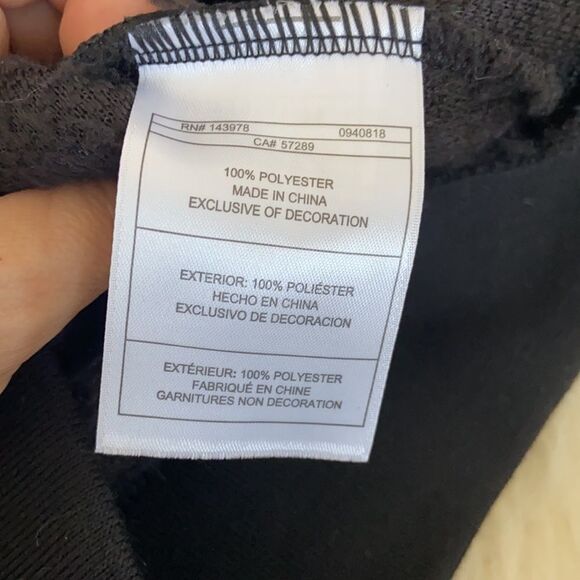 RN# 143978 0940818
CA# 57289
100% POLYESTER
MADE IN CHINA
EXCLUSIVE OF DECORATION
EXTERIOR: 100% POLIÉSTER
HECHO EN CHINA
EXCLUSIVO DE DECORACION
EXTÉRIEUR: 100% POLYESTER
FABRIQUÉ EN CHINE
GARNITURES NON DECORATION